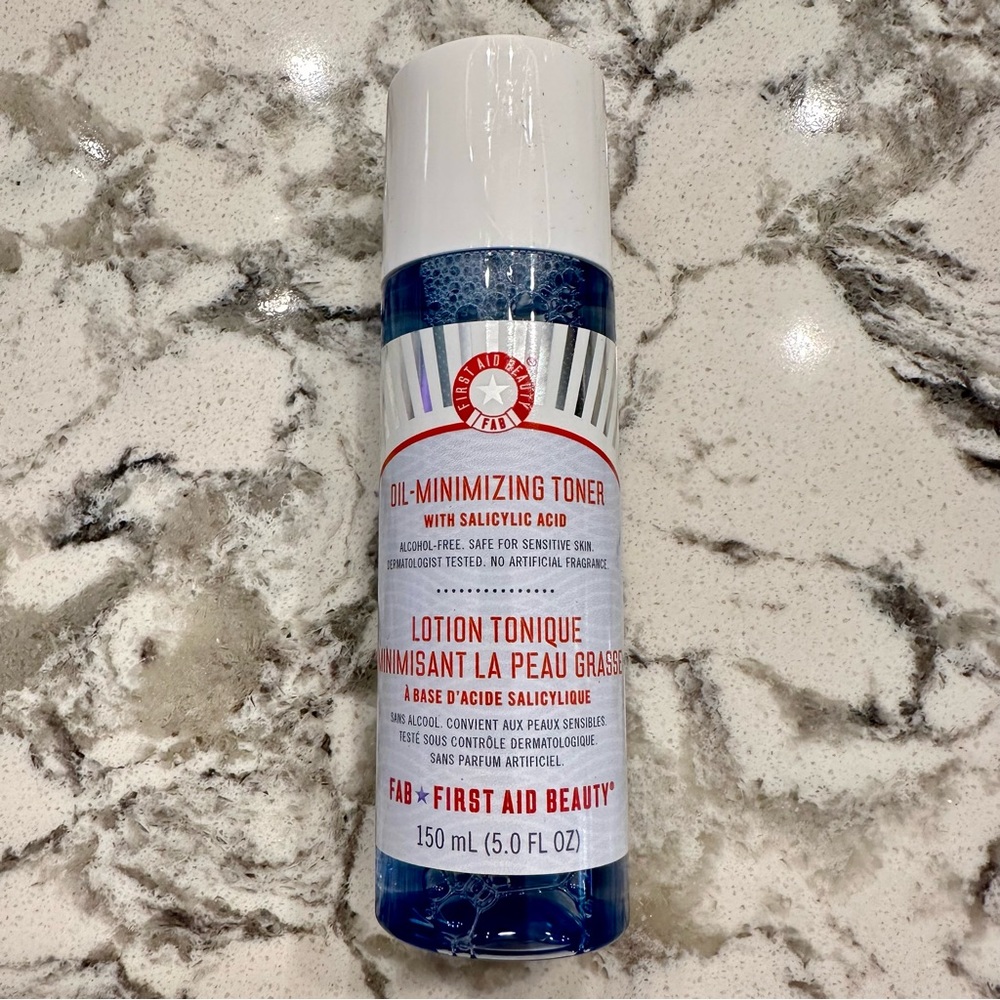 FIRST AID BEAUTY®
FAB
OIL-MINIMIZING TONER
WITH SALICYLIC ACID
ALCOHOL-FREE. SAFE FOR SENSITIVE SKIN.
DERMATOLOGIST TESTED. NO ARTIFICIAL FRAGRANCE.
LOTION TONIQUE
MINIMISANT LA PEAU GRASSE
À BASE D'ACIDE SALICYLIQUE
SANS ALCOOL. CONVIENT AUX PEAUX SENSIBLES.
TESTÉ SOUS CONTRÔLE DERMATOLOGIQUE.
SANS PARFUM ARTIFICIEL.
FAB★FIRST AID BEAUTY®
150 mL (5.0 FL OZ)